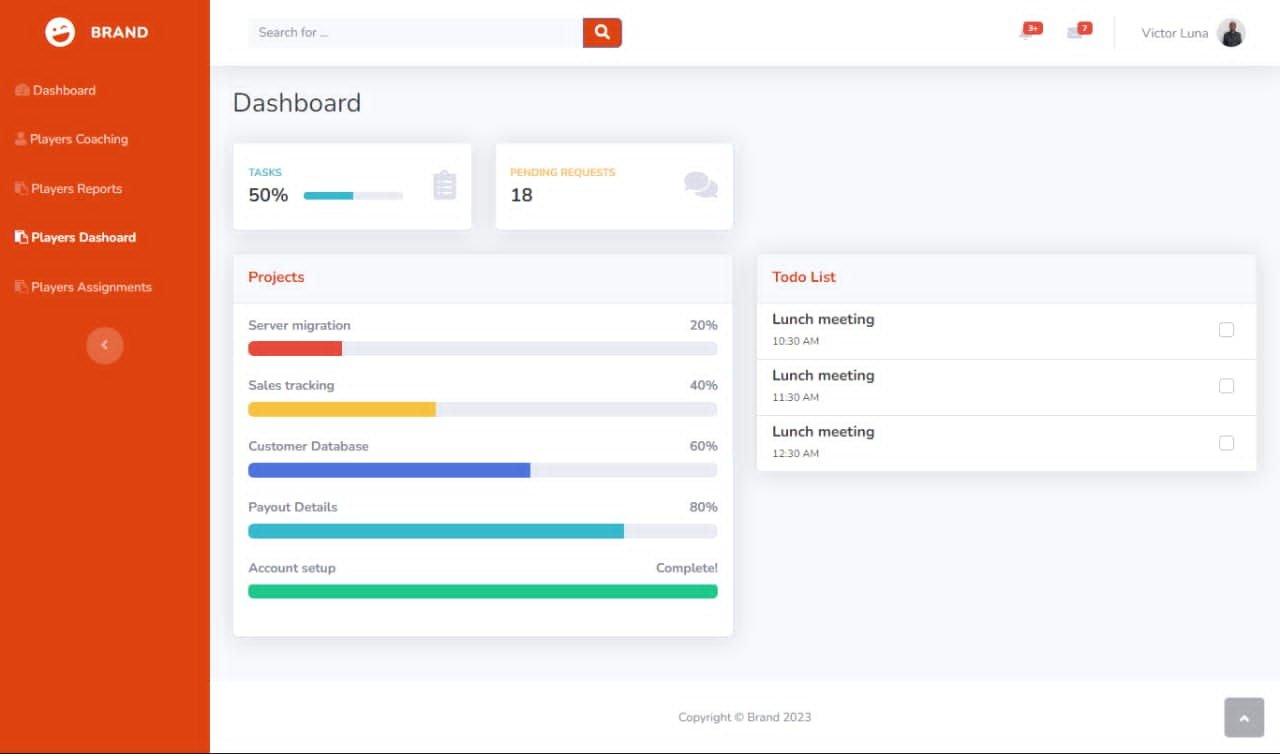 BRAND
Search for ...
3+
7
Victor Luna
Dashboard
Players Coaching
Players Reports
Players Dashoard
Players Assignments
Dashboard
TASKS
50%
PENDING REQUESTS
18
Projects
Server migration 20%
Sales tracking 40%
Customer Database 60%
Payout Details 80%
Account setup Complete!
Todo List
Lunch meeting
10:30 AM
Lunch meeting
11:30 AM
Lunch meeting
12:30 AM
Copyright © Brand 2023